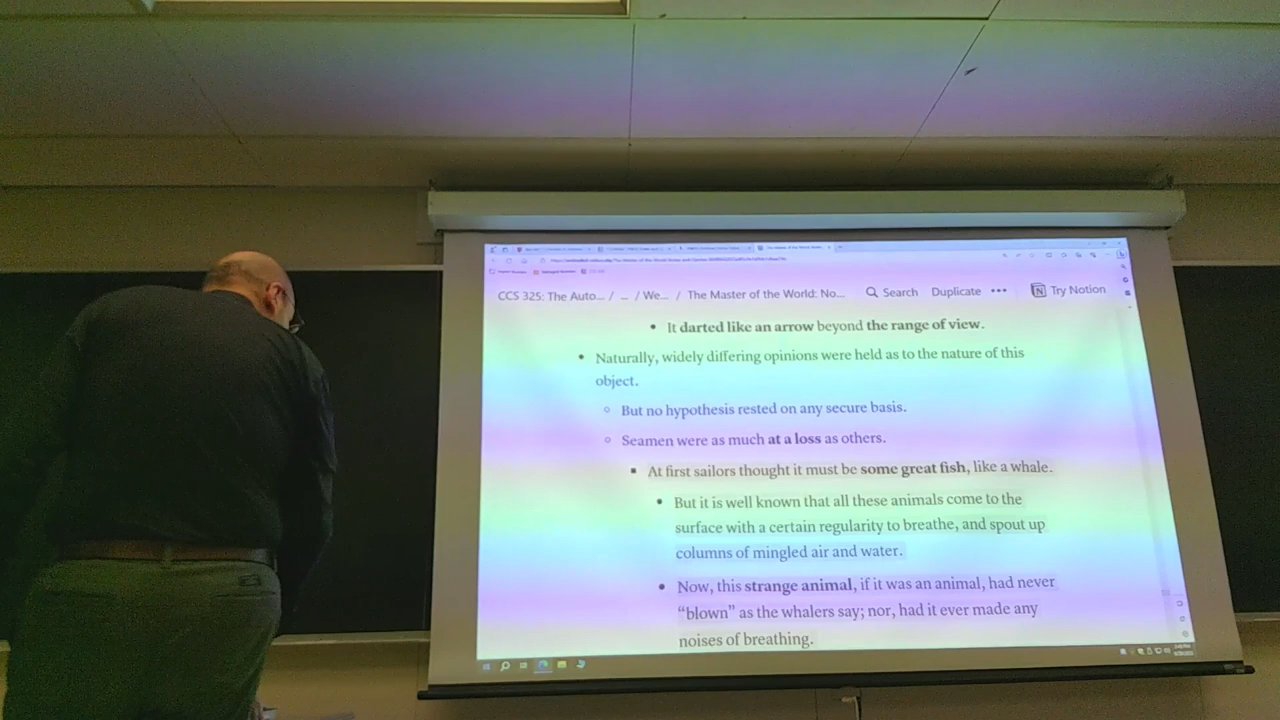 CCS 325: The Auto... / ... / We... / The Master of the World: No... Search Duplicate ••• Try Notion
• It darted like an arrow beyond the range of view.
• Naturally, widely differing opinions were held as to the nature of this
object.
○ But no hypothesis rested on any secure basis.
○ Seamen were as much at a loss as others.
▪ At first sailors thought it must be some great fish, like a whale.
• But it is well known that all these animals come to the
surface with a certain regularity to breathe, and spout up
columns of mingled air and water.
• Now, this strange animal, if it was an animal, had never
“blown” as the whalers say; nor, had it ever made any
noises of breathing.